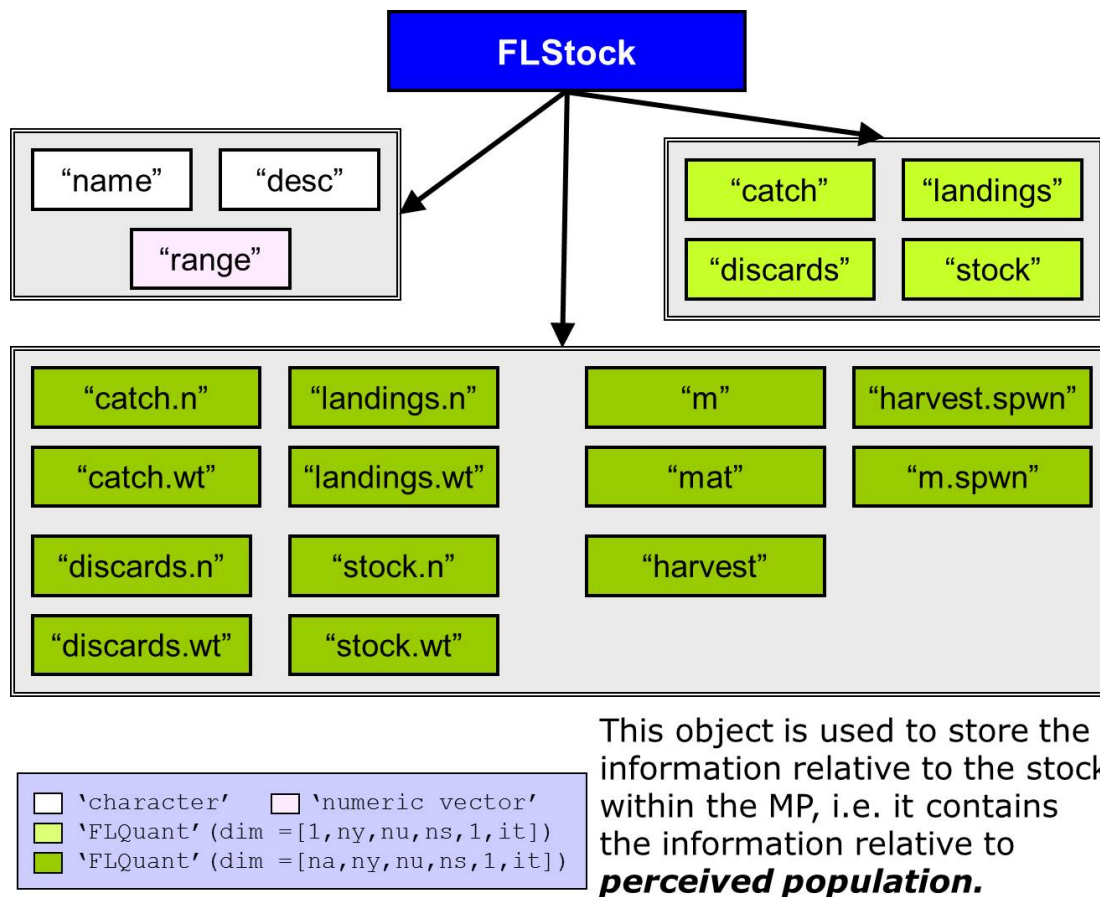 FLStock
“name” “desc”
“range”
“catch” “landings”
“discards” “stock”
“catch.n” “landings.n” “m” “harvest.spwn”
“catch.wt” “landings.wt” “mat” “m.spwn”
“discards.n” “stock.n” “harvest”
“discards.wt” “stock.wt”
‘character’ ‘numeric vector’
‘FLQuant’(dim =[1,ny,nu,ns,1,it])
‘FLQuant’(dim =[na,ny,nu,ns,1,it])
This object is used to store the
information relative to the stock
within the MP, i.e. it contains
the information relative to
perceived population.